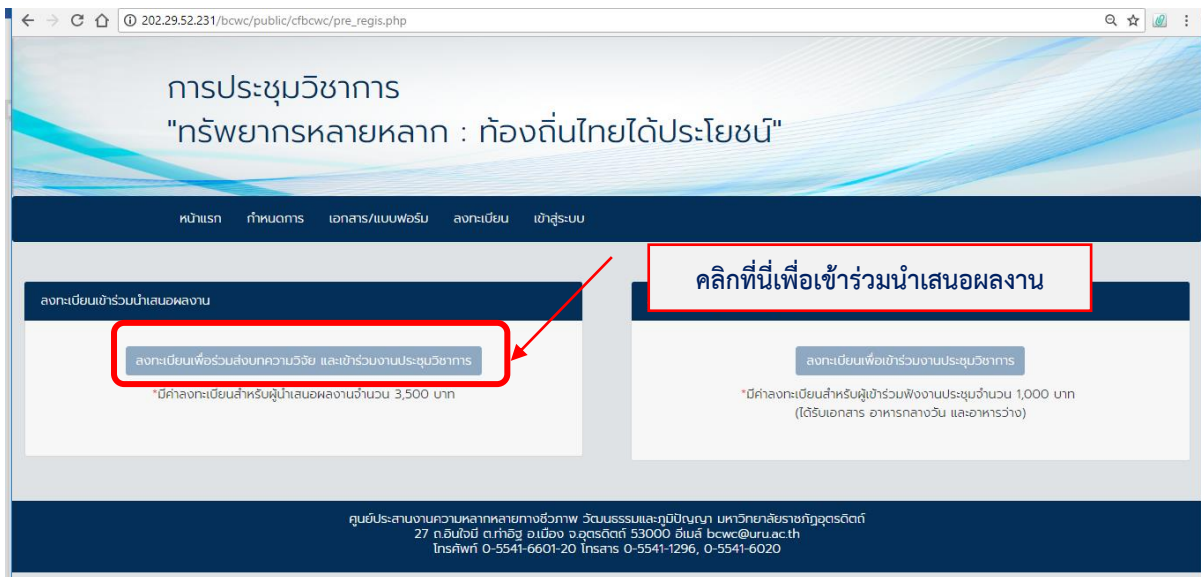 202.29.52.231/bcwc/public/cfbcwc/pre_regis.php
การประชุมวิชาการ
"ทรัพยากรหลายหลาก : ท้องถิ่นไทยได้ประโยชน์"
หน้าแรก กำหนดการ เอกสาร/แบบฟอร์ม ลงทะเบียน เข้าสู่ระบบ
คลิกที่นี่เพื่อเข้าร่วมนำเสนอผลงาน
ลงทะเบียนเข้าร่วมนำเสนอผลงาน
ลงทะเบียนเพื่อร่วมส่งบทความวิจัย และเข้าร่วมงานประชุมวิชาการ
*มีค่าลงทะเบียนสำหรับผู้นำเสนอผลงานจำนวน 3,500 บาท
ลงทะเบียนเพื่อเข้าร่วมงานประชุมวิชาการ
*มีค่าลงทะเบียนสำหรับผู้เข้าร่วมฟังงานประชุมจำนวน 1,000 บาท
(ได้รับเอกสาร อาหารกลางวัน และอาหารว่าง)
ศูนย์ประสานงานความหลากหลายทางชีวภาพ วัฒนธรรมและภูมิปัญญา มหาวิทยาลัยราชภัฏอุตรดิตถ์
27 ถ.อินใจมี ต.ท่าอิฐ อ.เมือง จ.อุตรดิตถ์ 53000 อีเมล์ bcwc@uru.ac.th
โทรศัพท์ 0-5541-6601-20 โทรสาร 0-5541-1296, 0-5541-6020